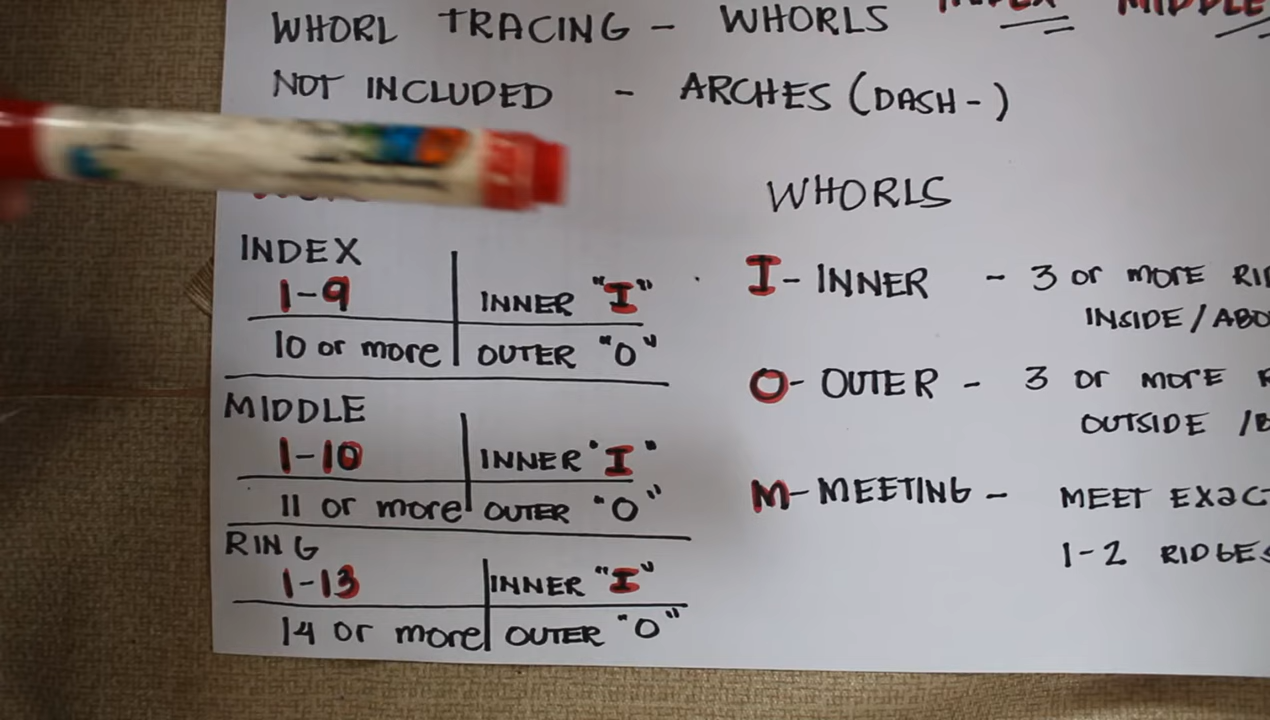 WHORL TRACING - WHORLS INDEX MIDDLE
NOT INCLUDED - ARCHES (DASH -)
INDEX
1-9 INNER "I"
10 or more OUTER "O"
MIDDLE
1-10 INNER "I"
11 or more OUTER "O"
RING
1-13 INNER "I"
14 or more OUTER "O"
WHORLS
I - INNER - 3 or more
INSIDE /
O - OUTER - 3 or more
OUTSIDE /
M - MEETING - MEET
1-2 RIDGES